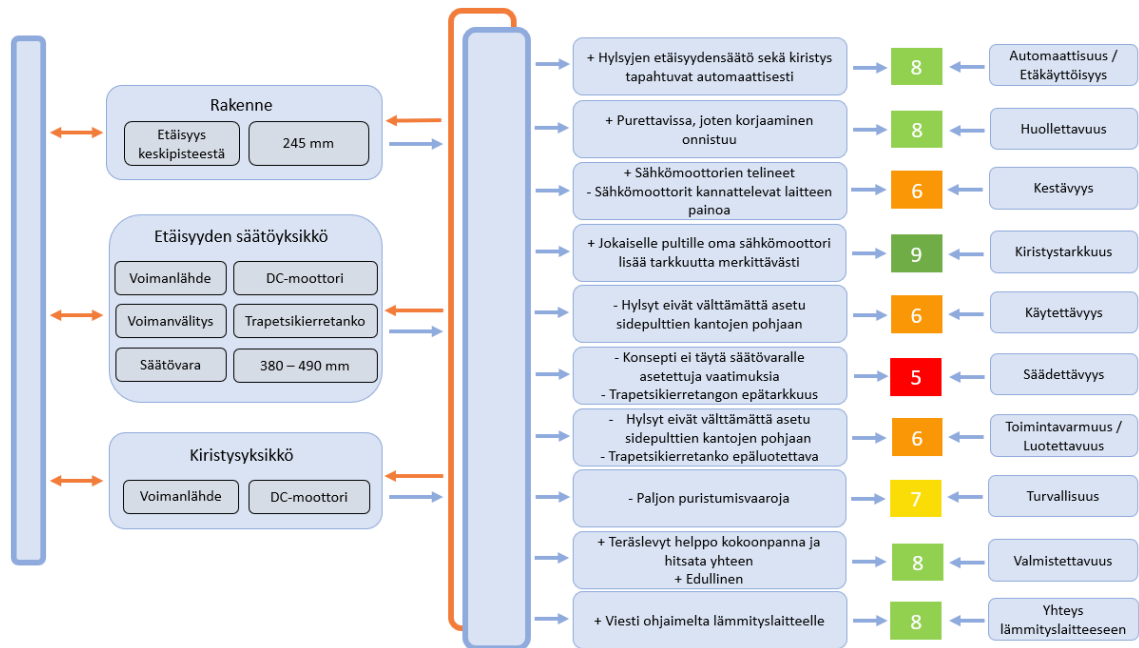 Rakenne
Etäisyys
keskipisteestä
245 mm
Etäisyyden säätöyksikkö
Voimanlähde
DC-moottori
Voimanvälitys
Trapetsikierretanko
Säätövara
380 – 490 mm
Kiristysyksikkö
Voimanlähde
DC-moottori
+ Hylsyjen etäisyydensäätö sekä kiristys
tapahtuvat automaattisesti
8
Automaattisuus /
Etäkäyttöisyys
+ Purettavissa, joten korjaaminen
onnistuu
8
Huollettavuus
+ Sähkömoottorien telineet
- Sähkömoottorit kannattelevat laitteen
painoa
6
Kestävyys
+ Jokaiselle pultille oma sähkömoottori
lisää tarkkuutta merkittävästi
9
Kiristystarkkuus
- Hylsyt eivät välttämättä asetu
sidepulttien kantojen pohjaan
6
Käytettävyys
- Konsepti ei täytä säätövaralle
asetettuja vaatimuksia
- Trapetsikierretangon epätarkkuus
5
Säädettävyys
- Hylsyt eivät välttämättä asetu
sidepulttien kantojen pohjaan
- Trapetsikierretanko epäluotettava
6
Toimintavarmuus /
Luotettavuus
- Paljon puristumisvaaroja
7
Turvallisuus
+ Teräslevyt helppo kokoonpanna ja
hitsata yhteen
+ Edullinen
8
Valmistettavuus
+ Viesti ohjaimelta lämmityslaitteelle
8
Yhteys
lämmityslaitteeseen